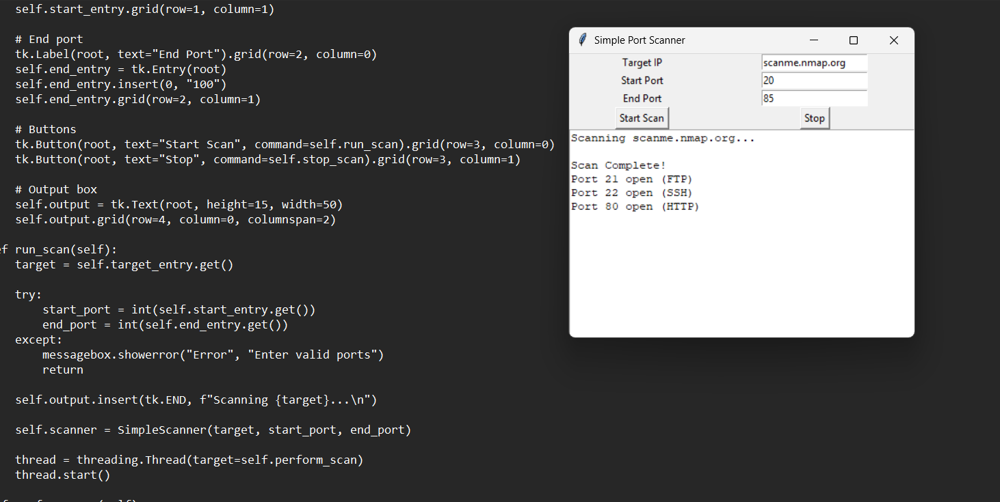 self.start_entry.grid(row=1, column=1)
# End port
tk.Label(root, text="End Port").grid(row=2, column=0)
self.end_entry = tk.Entry(root)
self.end_entry.insert(0, "100")
self.end_entry.grid(row=2, column=1)
# Buttons
tk.Button(root, text="Start Scan", command=self.run_scan).grid(row=3, column=0)
tk.Button(root, text="Stop", command=self.stop_scan).grid(row=3, column=1)
# Output box
self.output = tk.Text(root, height=15, width=50)
self.output.grid(row=4, column=0, columnspan=2)
ef run_scan(self):
target = self.target_entry.get()
try:
start_port = int(self.start_entry.get())
end_port = int(self.end_entry.get())
except:
messagebox.showerror("Error", "Enter valid ports")
return
self.output.insert(tk.END, f"Scanning {target}...\n")
self.scanner = SimpleScanner(target, start_port, end_port)
thread = threading.Thread(target=self.perform_scan)
thread.start()
Simple Port Scanner
Target IP scanme.nmap.org
Start Port 20
End Port 85
Start Scan Stop
Scanning scanme.nmap.org...
Scan Complete!
Port 21 open (FTP)
Port 22 open (SSH)
Port 80 open (HTTP)